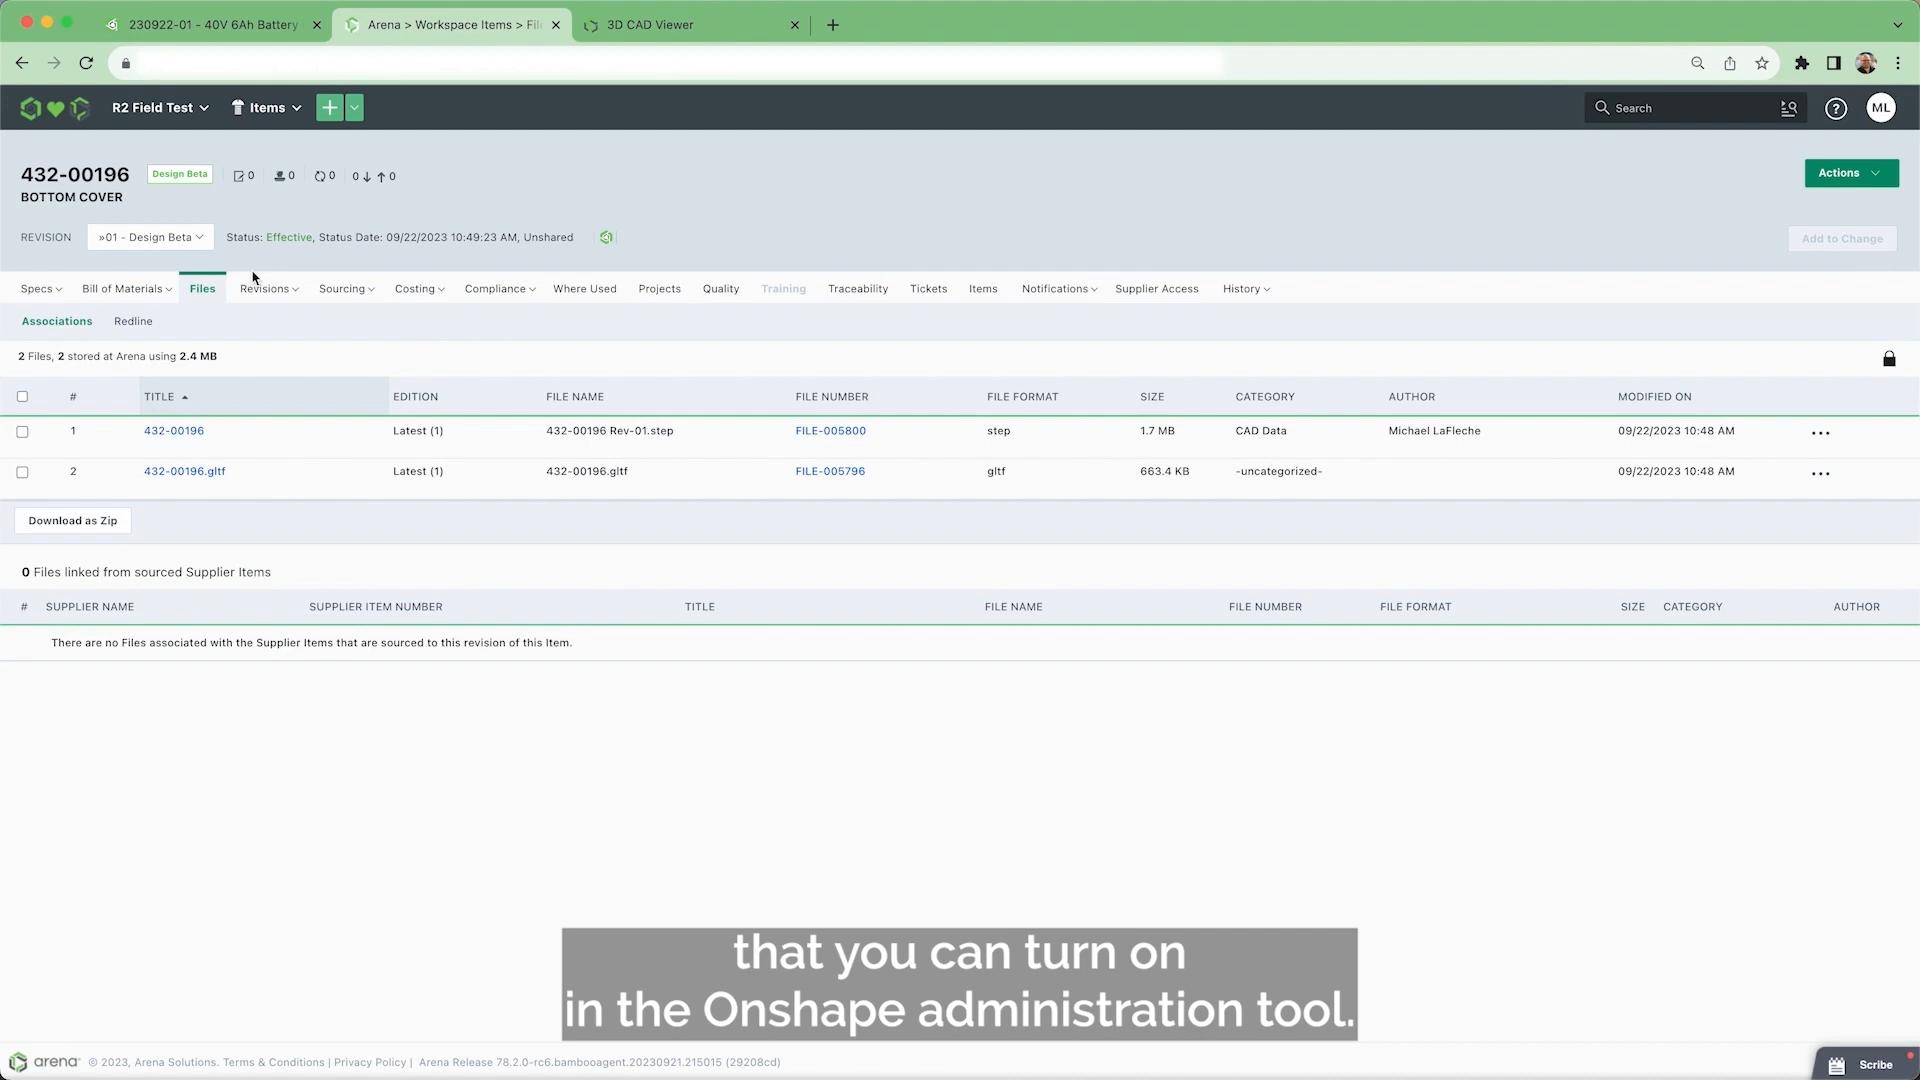 230922-01 - 40V 6Ah Battery
Arena > Workspace Items > Fil
3D CAD Viewer
R2 Field Test
Items
Search
ML
432-00196
Design Beta
0
0
0
0
0
Actions
BOTTOM COVER
REVISION
»01 - Design Beta
Status: Effective, Status Date: 09/22/2023 10:49:23 AM, Unshared
Add to Change
Specs
Bill of Materials
Files
Revisions
Sourcing
Costing
Compliance
Where Used
Projects
Quality
Training
Traceability
Tickets
Items
Notifications
Supplier Access
History
Associations
Redline
2 Files, 2 stored at Arena using 2.4 MB
# TITLE EDITION FILE NAME FILE NUMBER FILE FORMAT SIZE CATEGORY AUTHOR MODIFIED ON
1 432-00196 Latest (1) 432-00196 Rev-01.step FILE-005800 step 1.7 MB CAD Data Michael LaFleche 09/22/2023 10:48 AM
2 432-00196.gltf Latest (1) 432-00196.gltf FILE-005796 gltf 663.4 KB -uncategorized- 09/22/2023 10:48 AM
Download as Zip
0 Files linked from sourced Supplier Items
# SUPPLIER NAME SUPPLIER ITEM NUMBER TITLE FILE NAME FILE NUMBER FILE FORMAT SIZE CATEGORY AUTHOR
There are no Files associated with the Supplier Items that are sourced to this revision of this Item.
that you can turn on
in the Onshape administration tool.
arena © 2023, Arena Solutions. Terms & Conditions | Privacy Policy | Arena Release 78.2.0-rc6.bambooagent.20230921.215015 (29208cd)
Scribe